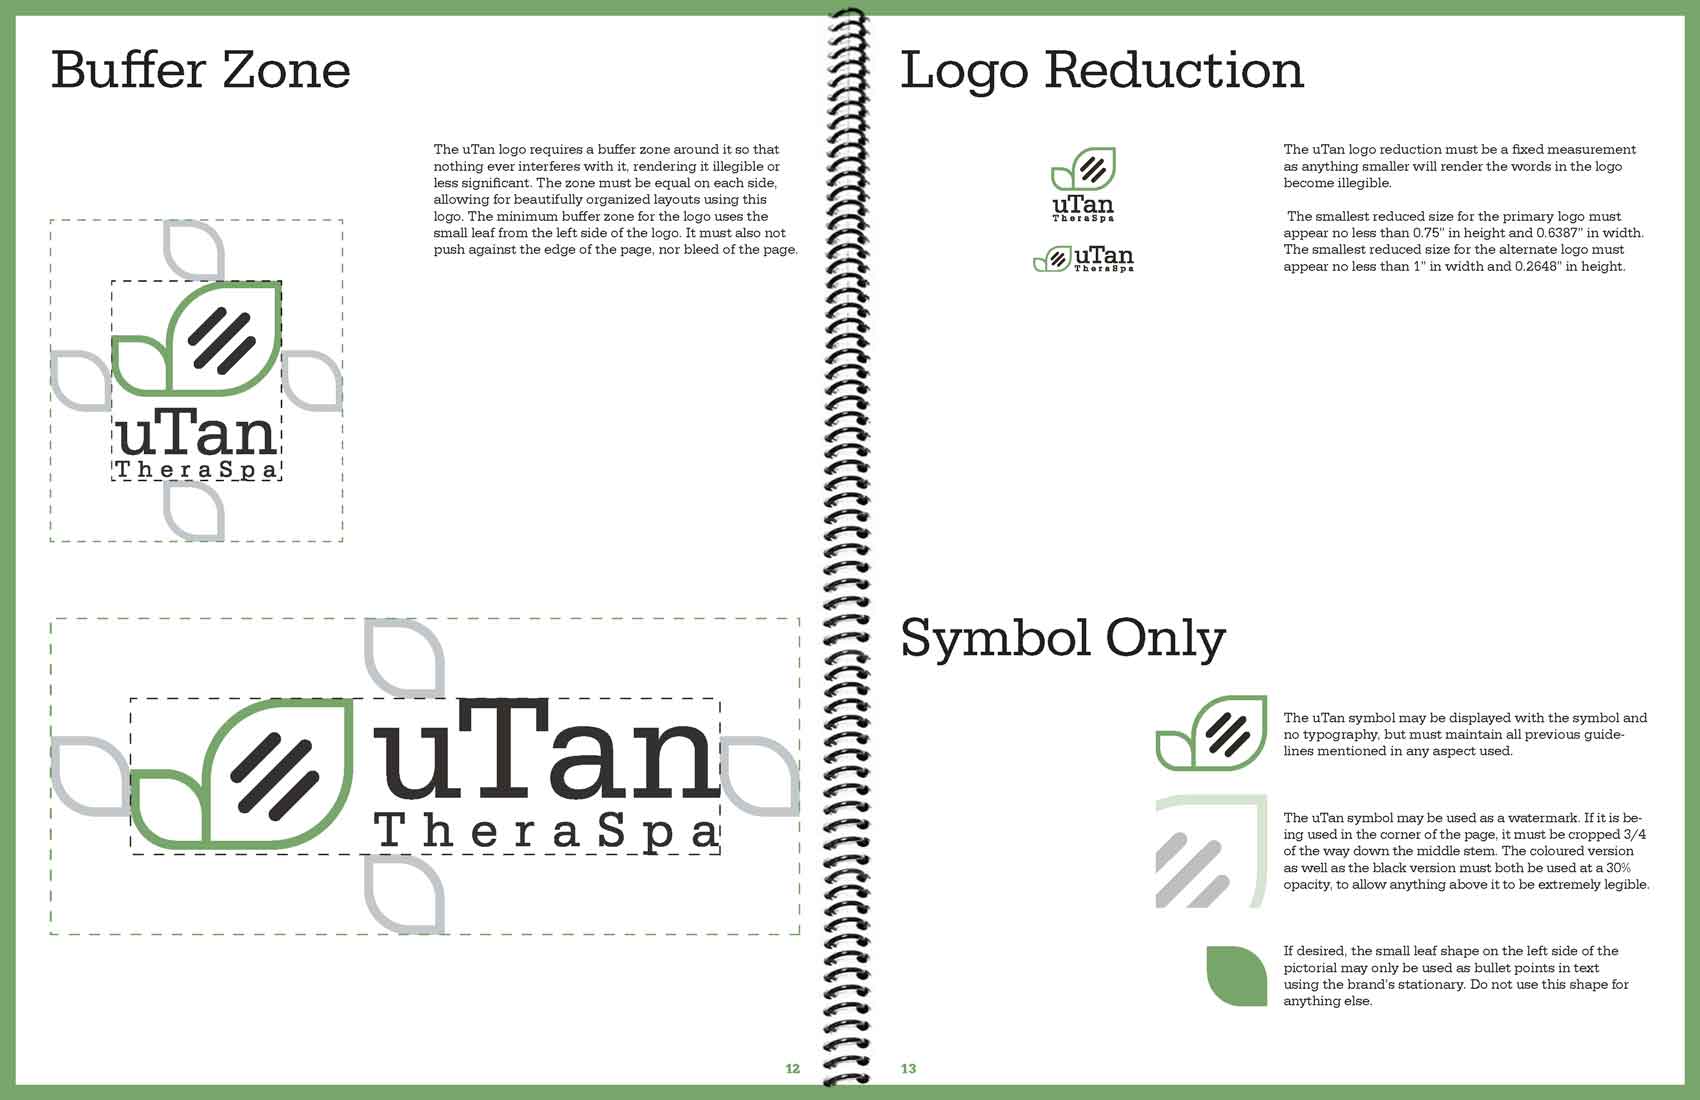 Buffer Zone
The uTan logo requires a buffer zone around it so that
nothing ever interferes with it, rendering it illegible or
less significant. The zone must be equal on each side,
allowing for beautifully organized layouts using this
logo. The minimum buffer zone for the logo uses the
small leaf from the left side of the logo. It must also not
push against the edge of the page, nor bleed of the page.
uTan
TheraSpa
uTan
TheraSpa
12
Logo Reduction
uTan
TheraSpa
uTan
TheraSpa
The uTan logo reduction must be a fixed measurement
as anything smaller will render the words in the logo
become illegible.
The smallest reduced size for the primary logo must
appear no less than 0.75" in height and 0.6387" in width.
The smallest reduced size for the alternate logo must
appear no less than 1" in width and 0.2648" in height.
Symbol Only
The uTan symbol may be displayed with the symbol and
no typography, but must maintain all previous guide-
lines mentioned in any aspect used.
The uTan symbol may be used as a watermark. If it is be-
ing used in the corner of the page, it must be cropped 3/4
of the way down the middle stem. The coloured version
as well as the black version must both be used at a 30%
opacity, to allow anything above it to be extremely legible.
If desired, the small leaf shape on the left side of the
pictorial may only be used as bullet points in text
using the brand's stationary. Do not use this shape for
anything else.
13